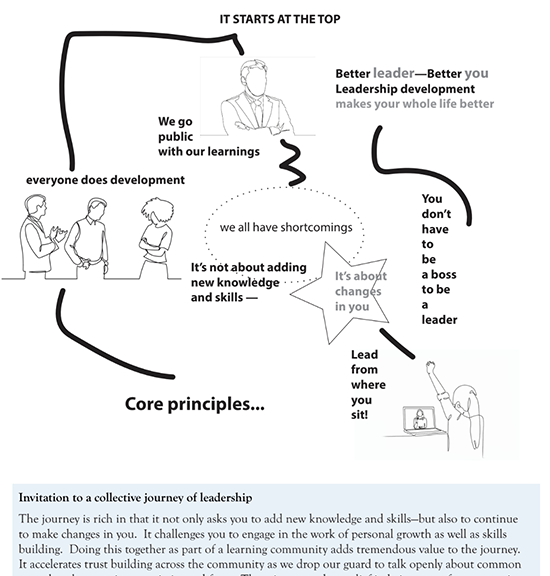 IT STARTS AT THE TOP
Better leader—Better you
Leadership development
makes your whole life better
We go
public
with our learnings
everyone does development
we all have shortcomings
You
don't
have
to
be
a boss
to be
a
leader
It's not about adding
new knowledge
and skills —
It's about
changes
in you
Lead
from
where
you
sit!
Core principles...
Invitation to a collective journey of leadership
The journey is rich in that it not only asks you to add new knowledge and skills—but also to continue
to make changes in you. It challenges you to engage in the work of personal growth as well as skills
building. Doing this together as part of a learning community adds tremendous value to the journey.
It accelerates trust building across the community as we drop our guard to talk openly about common